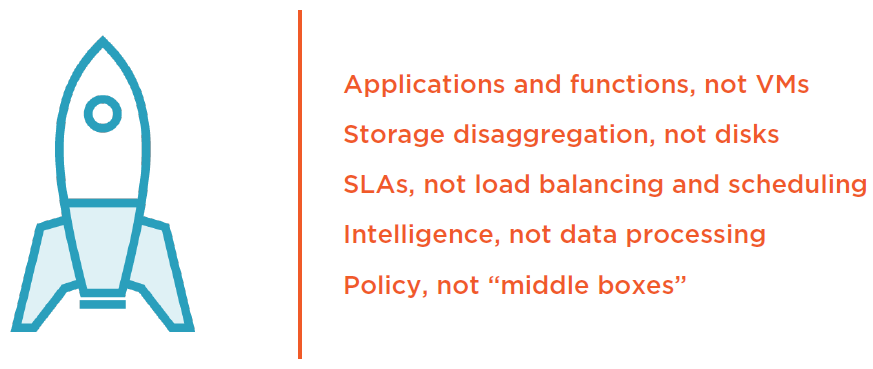 Applications and functions, not VMs
Storage disaggregation, not disks
SLAs, not load balancing and scheduling
Intelligence, not data processing
Policy, not “middle boxes”